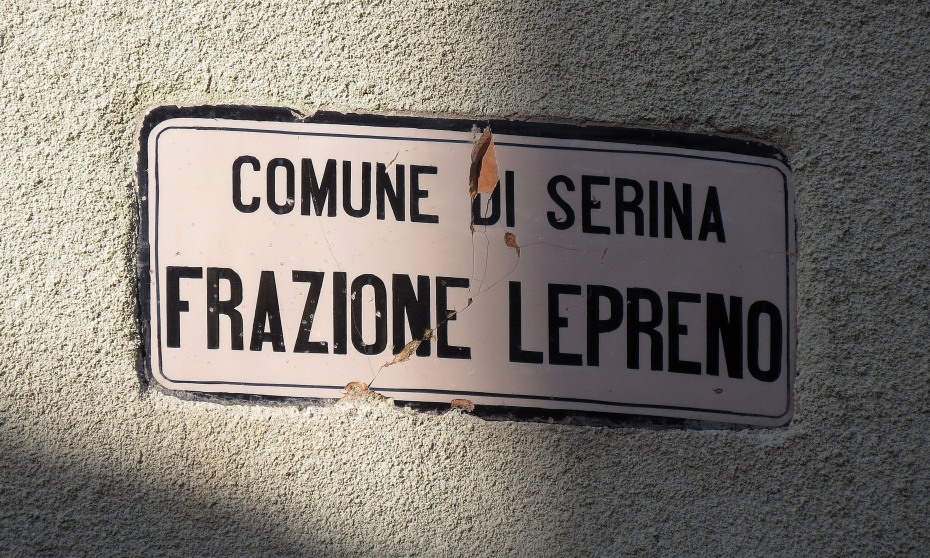 COMUNE DI SERINA
FRAZIONE LEPRENO